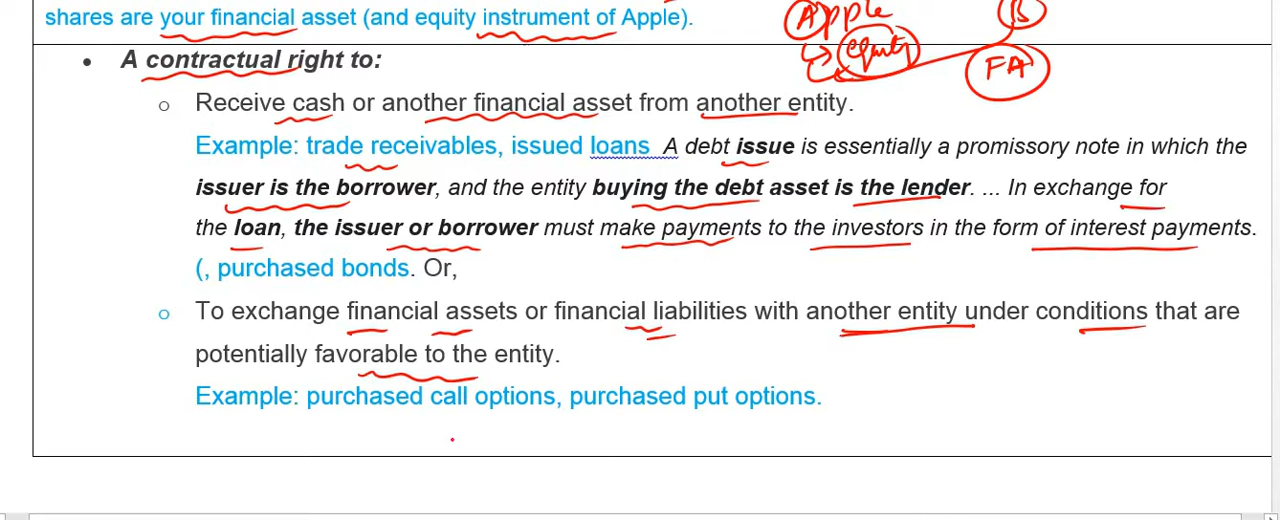 shares are your financial asset (and equity instrument of Apple).
Apple
B
equity
FA
• A contractual right to:
o Receive cash or another financial asset from another entity.
Example: trade receivables, issued loans A debt issue is essentially a promissory note in which the
issuer is the borrower, and the entity buying the debt asset is the lender. ... In exchange for
the loan, the issuer or borrower must make payments to the investors in the form of interest payments.
(, purchased bonds. Or,
o To exchange financial assets or financial liabilities with another entity under conditions that are
potentially favorable to the entity.
Example: purchased call options, purchased put options.